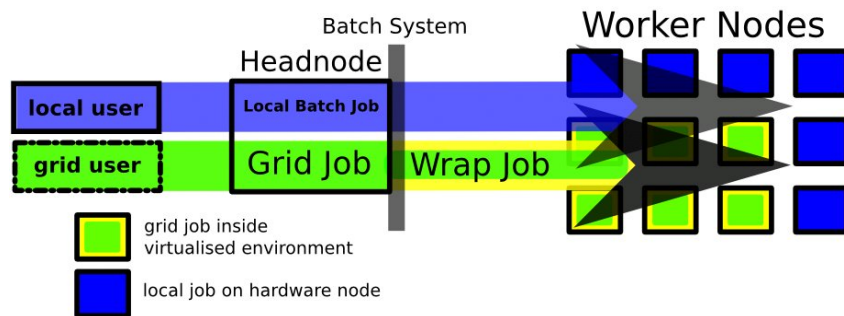 Batch System
Worker Nodes
Headnode
local user
Local Batch Job
grid user
Grid Job
Wrap Job
grid job inside
virtualised environment
local job on hardware node